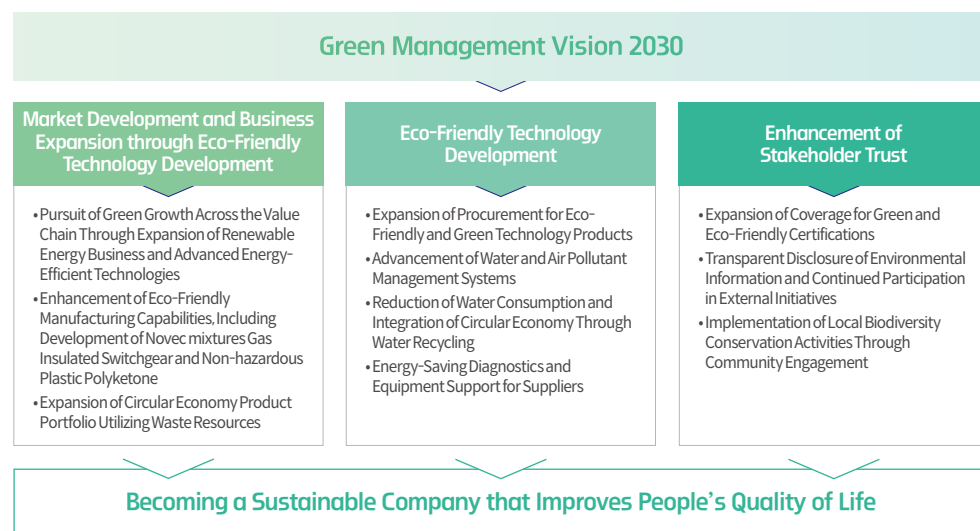 Green Management Vision 2030
Market Development and Business
Expansion through Eco-Friendly
Technology Development
• Pursuit of Green Growth Across the Value
Chain Through Expansion of Renewable
Energy Business and Advanced Energy-
Efficient Technologies
• Enhancement of Eco-Friendly
Manufacturing Capabilities, Including
Development of Novec mixtures Gas
Insulated Switchgear and Non-hazardous
Plastic Polyketone
• Expansion of Circular Economy Product
Portfolio Utilizing Waste Resources
Eco-Friendly Technology
Development
• Expansion of Procurement for Eco-
Friendly and Green Technology Products
• Advancement of Water and Air Pollutant
Management Systems
• Reduction of Water Consumption and
Integration of Circular Economy Through
Water Recycling
• Energy-Saving Diagnostics and
Equipment Support for Suppliers
Enhancement of
Stakeholder Trust
• Expansion of Coverage for Green and
Eco-Friendly Certifications
• Transparent Disclosure of Environmental
Information and Continued Participation
in External Initiatives
• Implementation of Local Biodiversity
Conservation Activities Through
Community Engagement
Becoming a Sustainable Company that Improves People's Quality of Life